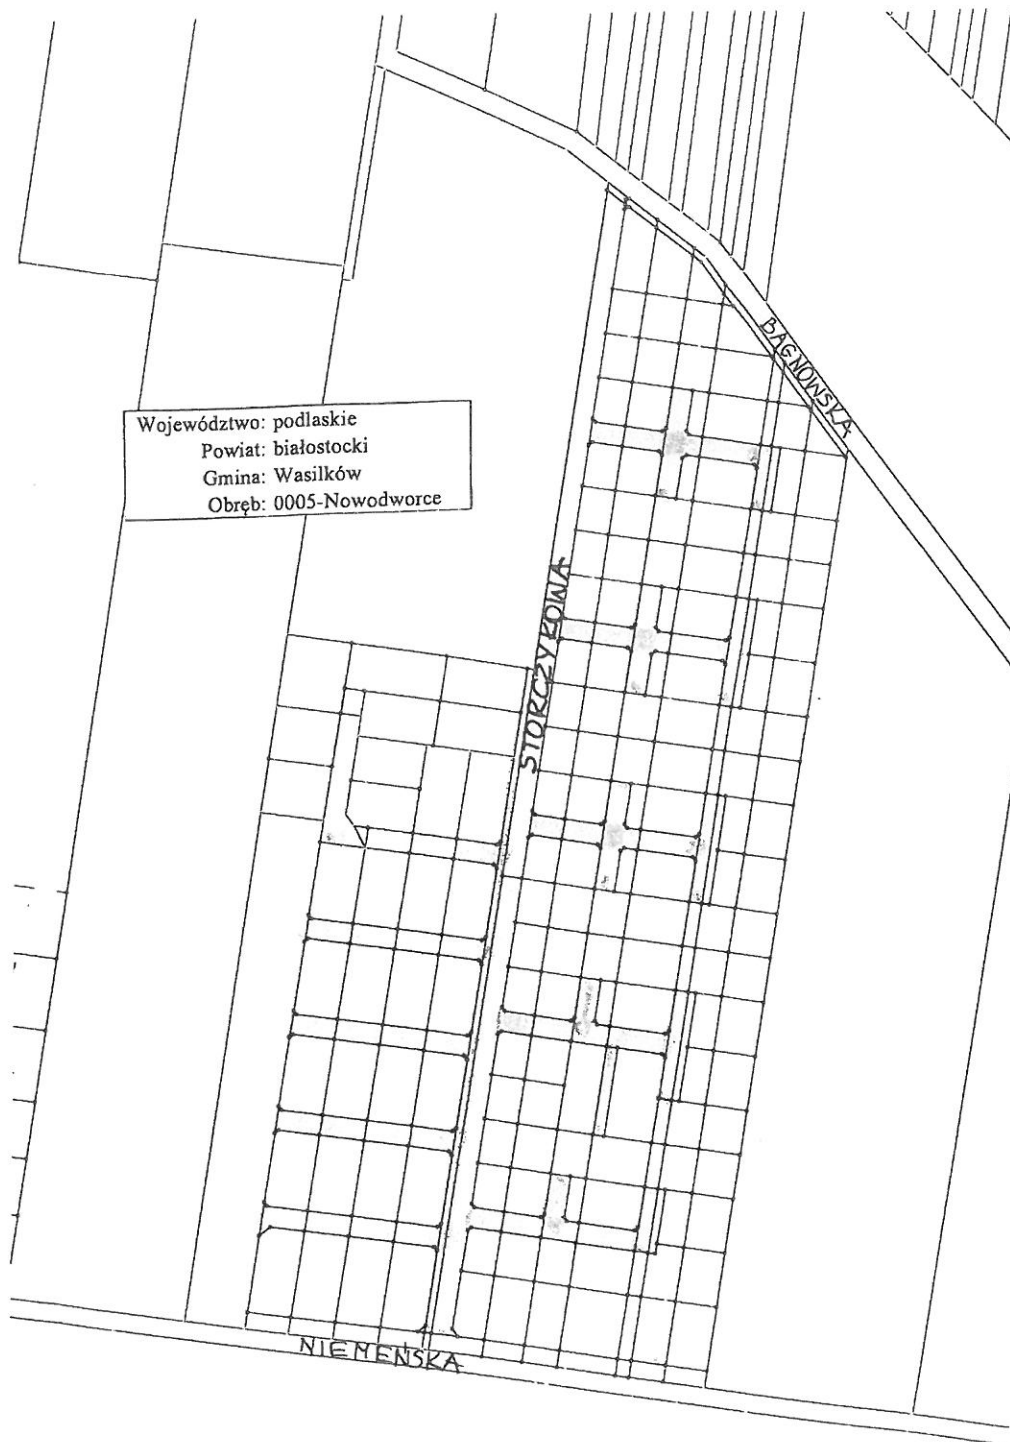 BAGNOWSKA
Województwo: podlaskie
Powiat: białostocki
Gmina: Wasilków
Obręb: 0005-Nowodworce
STORCZYKOWA
NIEMEŃSKA